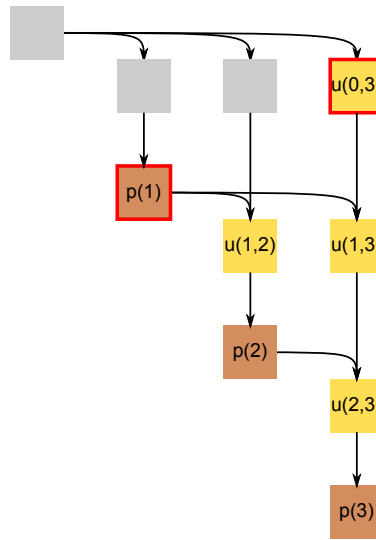 u(0,3
p(1)
u(1,2)
u(1,3
p(2)
u(2,3
p(3)